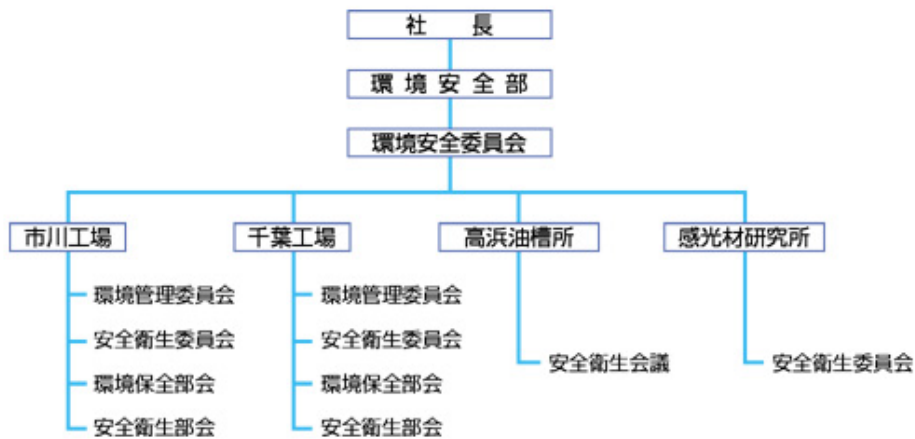 社長
環境安全部
環境安全委員会
市川工場
千葉工場
高浜油槽所
感光材研究所
環境管理委員会
安全衛生委員会
環境保全部会
安全衛生部会
環境管理委員会
安全衛生委員会
環境保全部会
安全衛生部会
安全衛生会議
安全衛生委員会